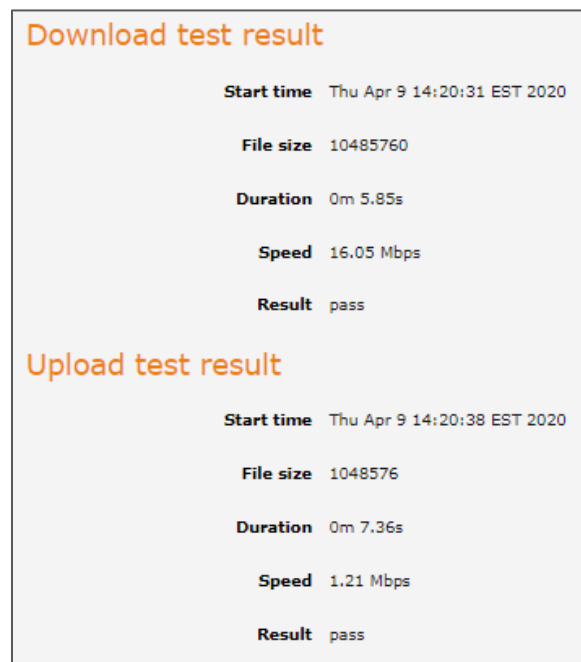 Download test result
Start time Thu Apr 9 14:20:31 EST 2020
File size 10485760
Duration 0m 5.85s
Speed 16.05 Mbps
Result pass
Upload test result
Start time Thu Apr 9 14:20:38 EST 2020
File size 1048576
Duration 0m 7.36s
Speed 1.21 Mbps
Result pass